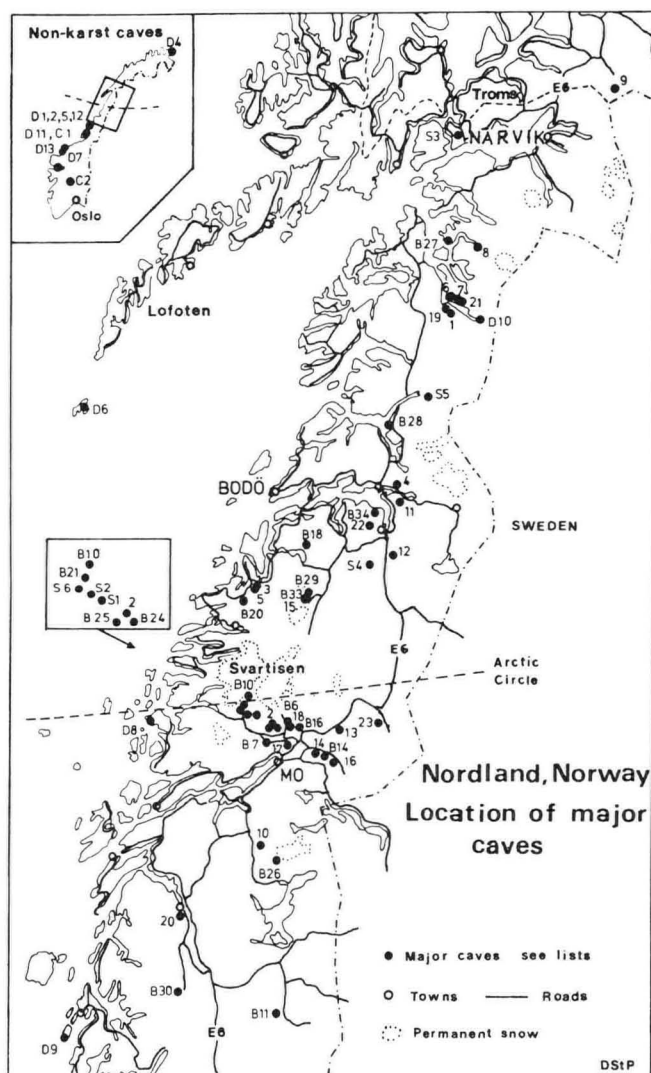 Non-karst caves
D4
D1,2,5,12
D11, C1
D13
D7
C2
Oslo
Troms
E6
9
S3
NARVIK
B27
8
6
7
21
19
1
D10
Lofoten
D6
S5
B28
BODÖ
4
11
B34
22
SWEDEN
B18
12
S4
B10
B21
S6
S2
S1
2
B25
B24
3
5
B20
B29
B33
15
E6
Svartisen
Arctic
Circle
B10
B6
18
B16
2
23
13
D8
B7
17
14
B14
16
MO
Nordland, Norway
Location of major
caves
10
B26
20
Major caves see lists
Towns Roads
Permanent snow
B30
B11
E6
D9
DStP